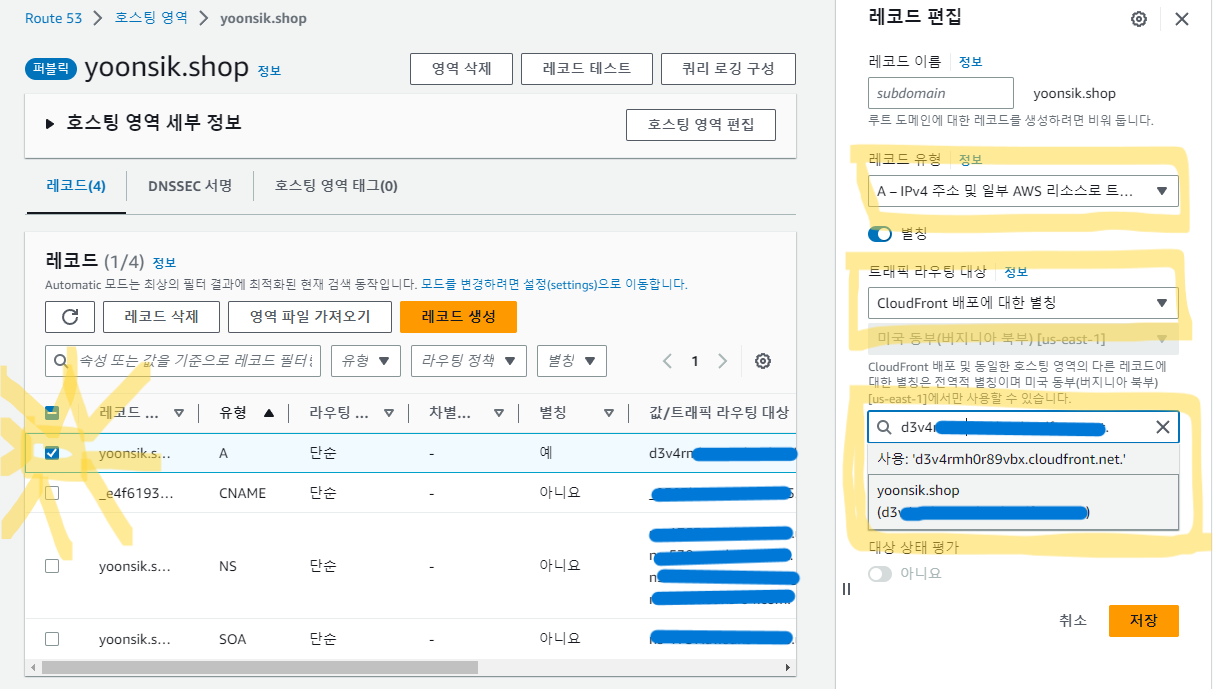 Route 53 > 호스팅 영역 > yoonsik.shop
퍼블릭 yoonsik.shop 정보
영역 삭제 레코드 테스트 쿼리 로깅 구성
▶ 호스팅 영역 세부 정보 호스팅 영역 편집
레코드(4) DNSSEC 서명 호스팅 영역 태그(0)
레코드 (1/4) 정보
Automatic 모드는 최상의 필터 결과에 최적화된 현재 검색 동작입니다. 모드를 변경하려면 설정(settings)으로 이동합니다.
레코드 삭제 영역 파일 가져오기 레코드 생성
속성 또는 값을 기준으로 레코드 필터링 유형 라우팅 정책 별칭 1
레코드 ... 유형 라우팅 ... 차별... 별칭 값/트래픽 라우팅 대상
yoonsik.s... A 단순 - 예 d3v4rn
_e4f6193... CNAME 단순 - 아니요
yoonsik.s... NS 단순 - 아니요
yoonsik.s... SOA 단순 - 아니요
레코드 편집
레코드 이름 정보
subdomain yoonsik.shop
루트 도메인에 대한 레코드를 생성하려면 비워 둡니다.
레코드 유형 정보
A – IPv4 주소 및 일부 AWS 리소스로 트...
별칭
트래픽 라우팅 대상 정보
CloudFront 배포에 대한 별칭
미국 동부(버지니아 북부) [us-east-1]
CloudFront 배포 및 동일한 호스팅 영역의 다른 레코드에
대한 별칭은 전역적 별칭이며 미국 동부(버지니아 북부)
[us-east-1]에서만 사용할 수 있습니다.
d3v4r
사용: 'd3v4rmh0r89vbx.cloudfront.net.'
yoonsik.shop
(d3v )
대상 상태 평가
아니요
취소 저장